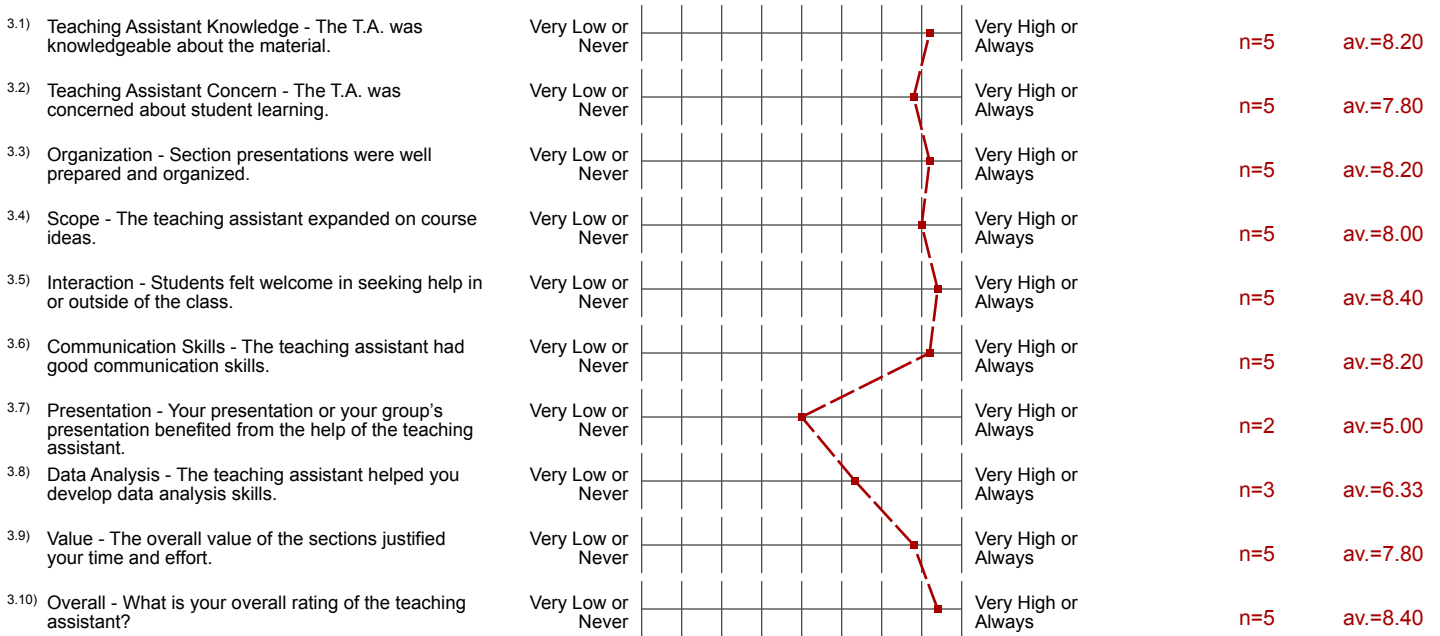 3.1) Teaching Assistant Knowledge - The T.A. was
knowledgeable about the material.
Very Low or
Never
Very High or
Always
n=5
av.=8.20
3.2) Teaching Assistant Concern - The T.A. was
concerned about student learning.
Very Low or
Never
Very High or
Always
n=5
av.=7.80
3.3) Organization - Section presentations were well
prepared and organized.
Very Low or
Never
Very High or
Always
n=5
av.=8.20
3.4) Scope - The teaching assistant expanded on course
ideas.
Very Low or
Never
Very High or
Always
n=5
av.=8.00
3.5) Interaction - Students felt welcome in seeking help in
or outside of the class.
Very Low or
Never
Very High or
Always
n=5
av.=8.40
3.6) Communication Skills - The teaching assistant had
good communication skills.
Very Low or
Never
Very High or
Always
n=5
av.=8.20
3.7) Presentation - Your presentation or your group's
presentation benefited from the help of the teaching
assistant.
Very Low or
Never
Very High or
Always
n=2
av.=5.00
3.8) Data Analysis - The teaching assistant helped you
develop data analysis skills.
Very Low or
Never
Very High or
Always
n=3
av.=6.33
3.9) Value - The overall value of the sections justified
your time and effort.
Very Low or
Never
Very High or
Always
n=5
av.=7.80
3.10) Overall - What is your overall rating of the teaching
assistant?
Very Low or
Never
Very High or
Always
n=5
av.=8.40